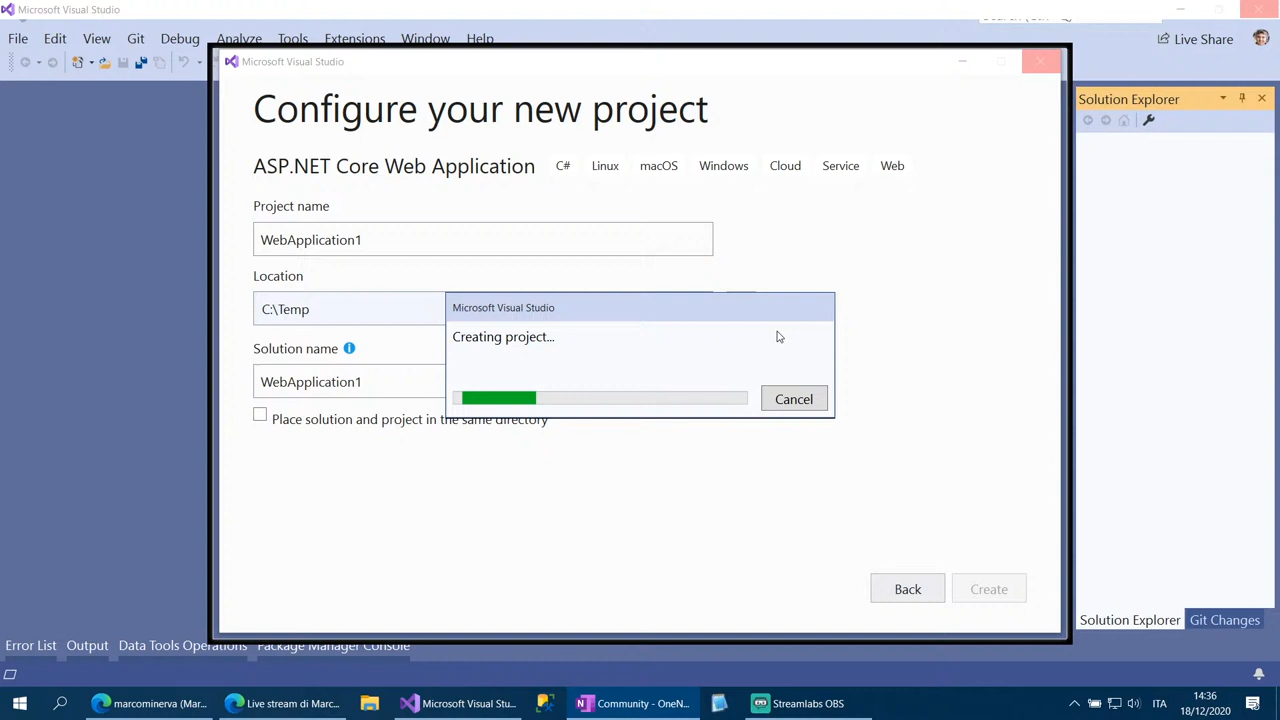 Microsoft Visual Studio
File Edit View Git Debug Analyze Tools Extensions Window Help
Live Share
Microsoft Visual Studio
Configure your new project
ASP.NET Core Web Application C# Linux macOS Windows Cloud Service Web
Project name
WebApplication1
Location
C:\Temp
Solution name
WebApplication1
Place solution and project in the same directory
Microsoft Visual Studio
Creating project...
Cancel
Back Create
Solution Explorer
Solution Explorer Git Changes
Error List Output Data Tools Operations Package Manager Console
marcominerva (Mar... Live stream di Marc... Microsoft Visual Stu... Community - OneN... Streamlabs OBS
ITA
14:36
18/12/2020